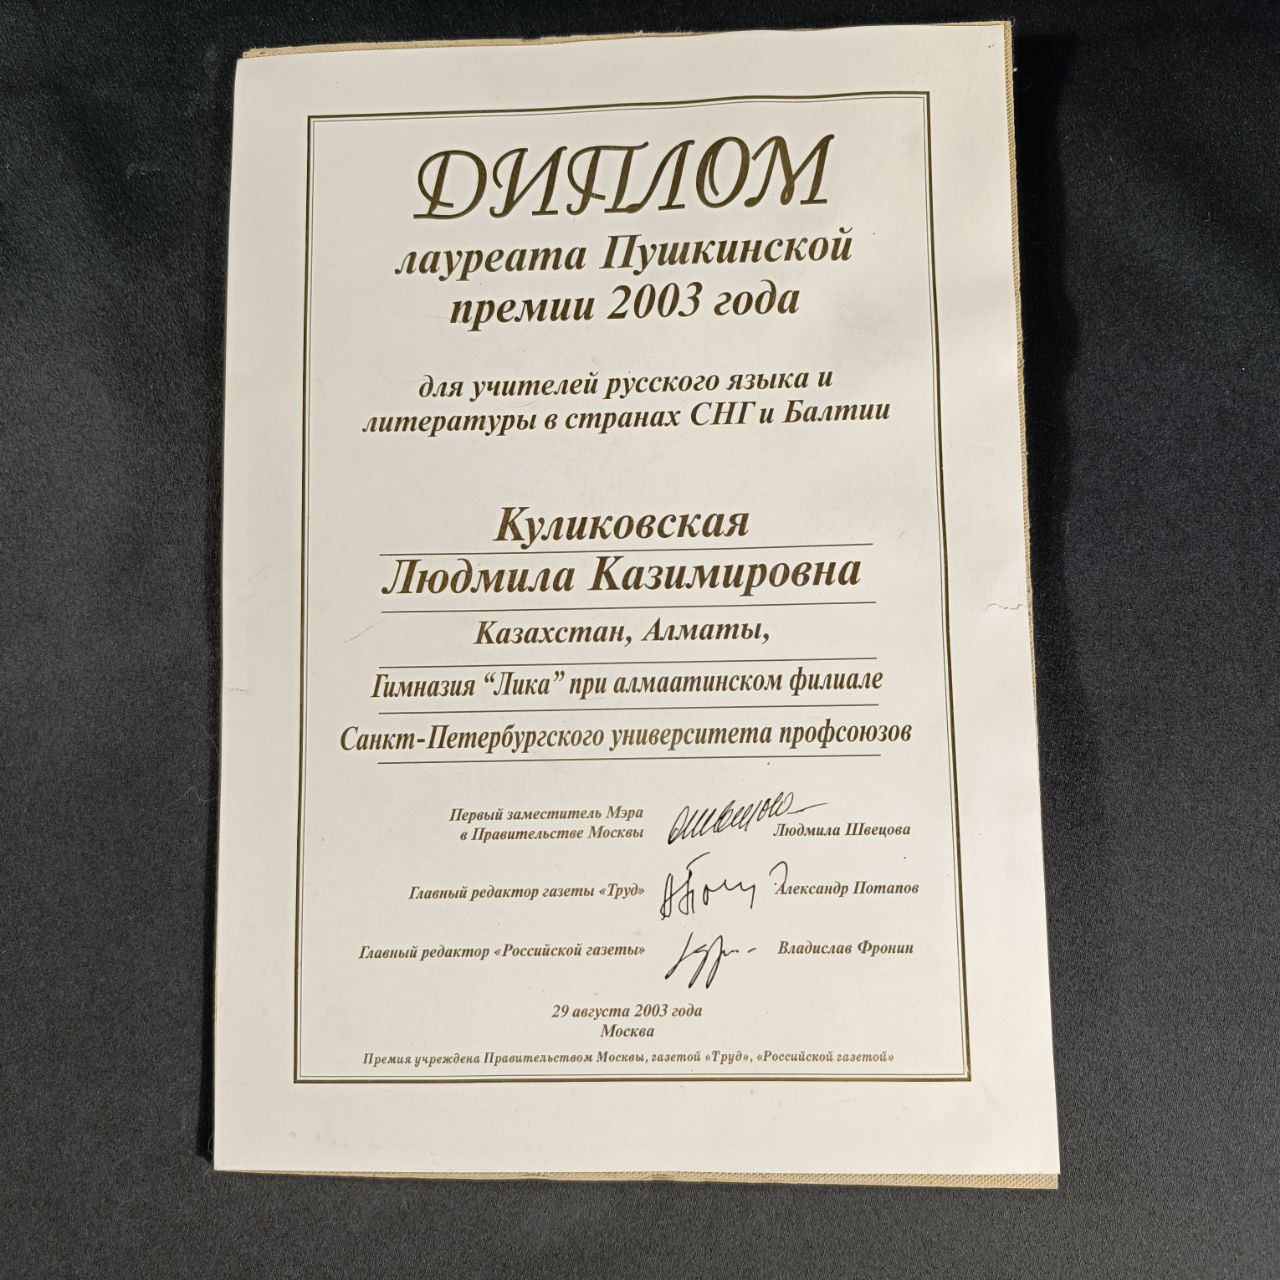 ДИПЛОМ
лауреата Пушкинской
премии 2003 года
для учителей русского языка и
литературы в странах СНГ и Балтии
Куликовская
Людмила Казимировна
Казахстан, Алматы,
Гимназия “Лика” при алмаатинском филиале
Санкт-Петербургского университета профсоюзов
Первый заместитель Мэра
в Правительстве Москвы
Людмила Швецова
Главный редактор газеты «Труд»
Александр Потапов
Главный редактор «Российской газеты»
Владислав Фронин
29 августа 2003 года
Москва
Премия учреждена Правительством Москвы, газетой «Труд», «Российской газетой»